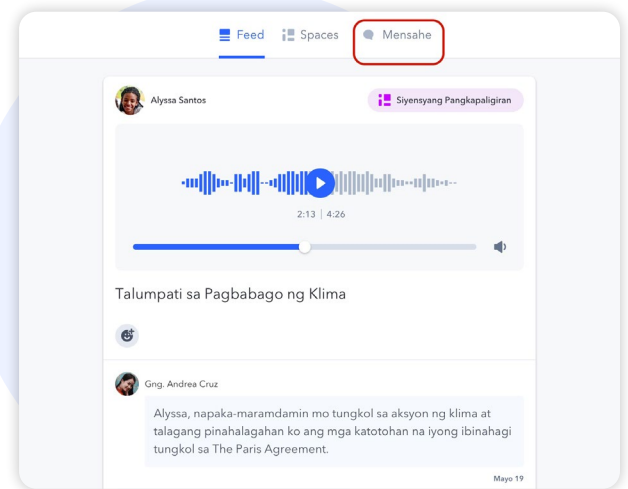 Feed
Spaces
Mensahe
Alyssa Santos
Siyensyang Pangkapaligiran
2:13 | 4:26
Talumpati sa Pagbabago ng Klima
Gng. Andrea Cruz
Alyssa, napaka-maramdamin mo tungkol sa aksyon ng klima at
talagang pinahalagahan ko ang mga katotohan na iyong ibinahagi
tungkol sa The Paris Agreement.
Mayo 19